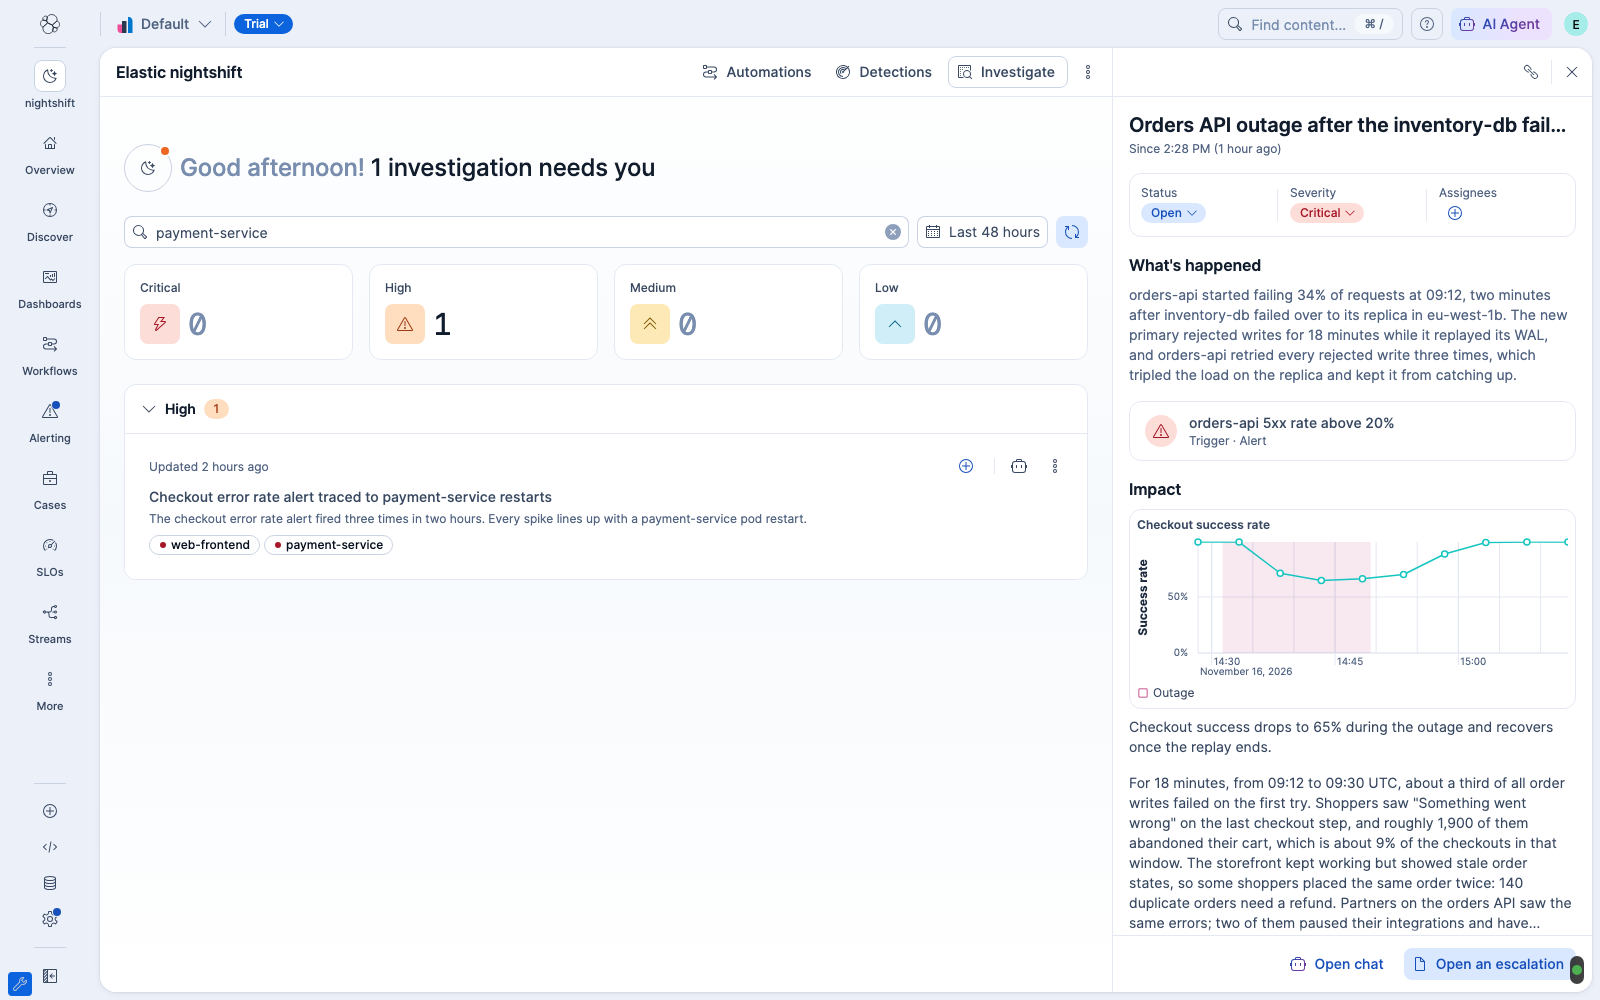 Default
Trial
Find content...
⌘ /
AI Agent
E
nightshift
Overview
Discover
Dashboards
Workflows
Alerting
Cases
SLOs
Streams
More
Elastic nightshift
Automations
Detections
Investigate
Good afternoon! 1 investigation needs you
payment-service
Last 48 hours
Critical
0
High
1
Medium
0
Low
0
High 1
Updated 2 hours ago
Checkout error rate alert traced to payment-service restarts
The checkout error rate alert fired three times in two hours. Every spike lines up with a payment-service pod restart.
web-frontend
payment-service
Orders API outage after the inventory-db fail...
Since 2:28 PM (1 hour ago)
Status
Open
Severity
Critical
Assignees
What's happened
orders-api started failing 34% of requests at 09:12, two minutes
after inventory-db failed over to its replica in eu-west-1b. The new
primary rejected writes for 18 minutes while it replayed its WAL,
and orders-api retried every rejected write three times, which
tripled the load on the replica and kept it from catching up.
orders-api 5xx rate above 20%
Trigger · Alert
Impact
Checkout success rate
Success rate
50%
0%
14:30
14:45
15:00
November 16, 2026
Outage
Checkout success drops to 65% during the outage and recovers
once the replay ends.
For 18 minutes, from 09:12 to 09:30 UTC, about a third of all order
writes failed on the first try. Shoppers saw "Something went
wrong" on the last checkout step, and roughly 1,900 of them
abandoned their cart, which is about 9% of the checkouts in that
window. The storefront kept working but showed stale order
states, so some shoppers placed the same order twice: 140
duplicate orders need a refund. Partners on the orders API saw the
same errors; two of them paused their integrations and have...
Open chat
Open an escalation